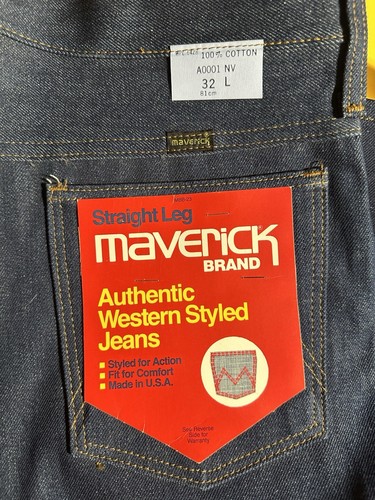 100% COTTON
A0001 NV
32 L
81cm
maverick
Straight Leg
maverick
BRAND
Authentic
Western Styled
Jeans
Styled for Action
Fit for Comfort
Made in U.S.A.
See Reverse
Side for
Warranty